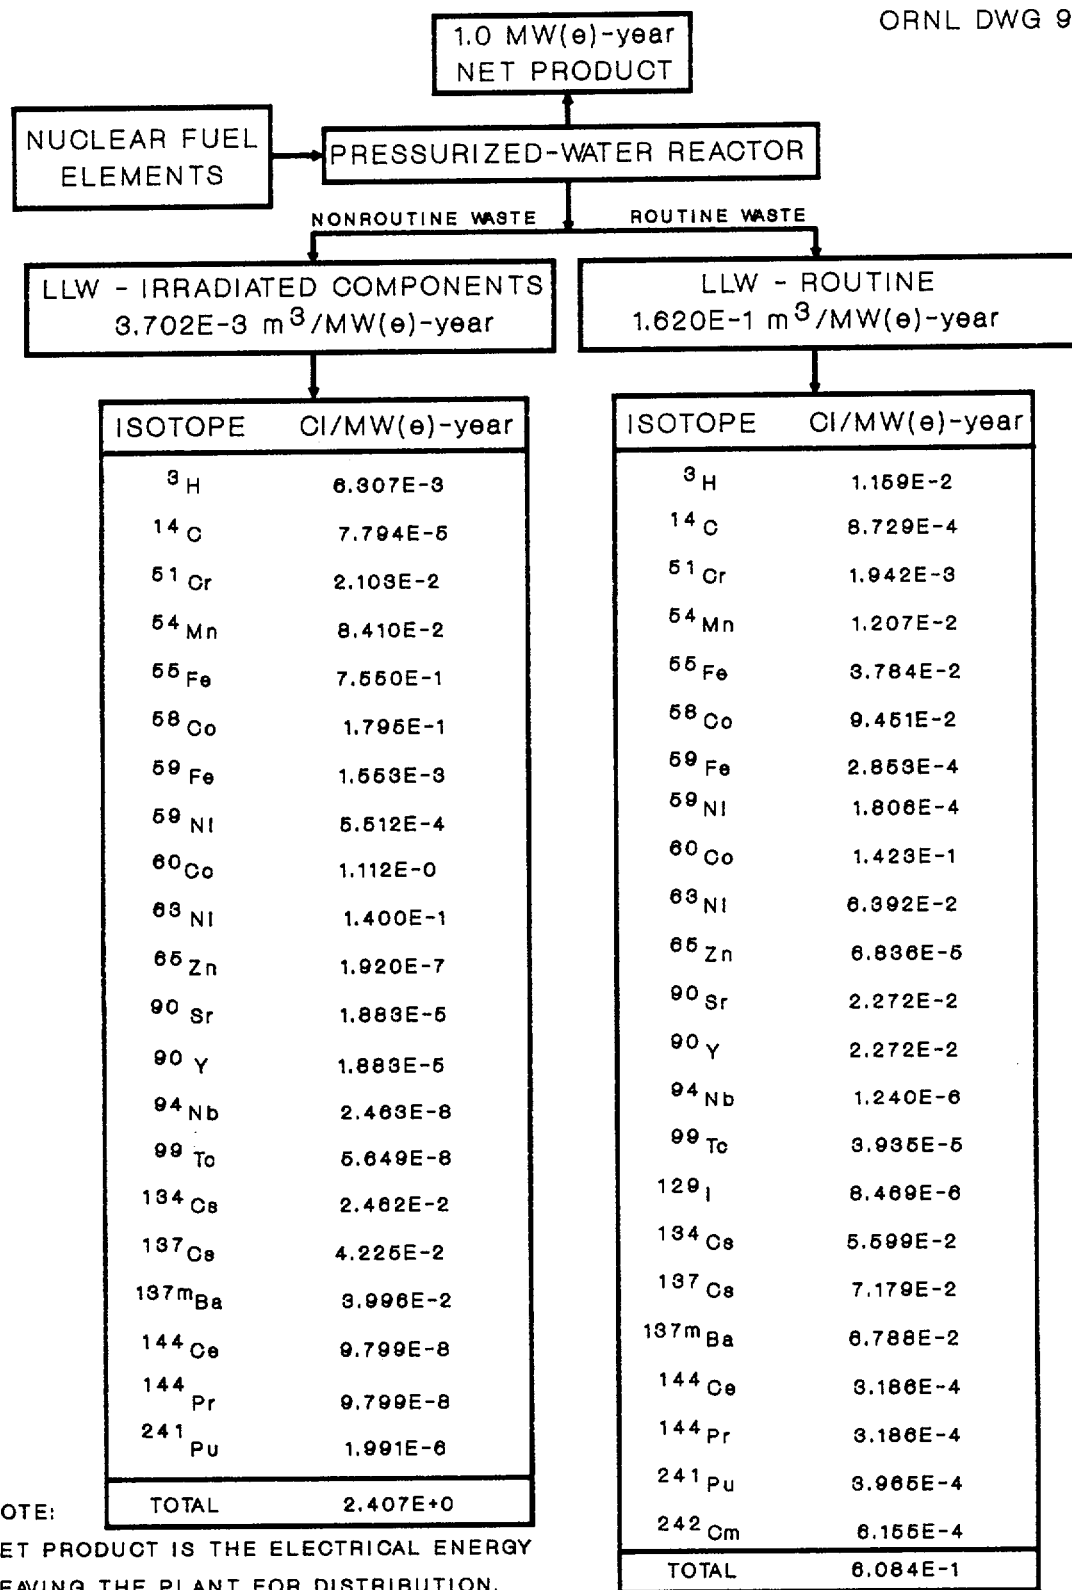 ORNL DWG 9
1.0 MW(e)-year
NET PRODUCT
NUCLEAR FUEL
ELEMENTS
PRESSURIZED-WATER REACTOR
NONROUTINE WASTE
ROUTINE WASTE
LLW - IRRADIATED COMPONENTS
3.702E-3 m³/MW(e)-year
LLW - ROUTINE
1.620E-1 m³/MW(e)-year
ISOTOPE CI/MW(e)-year
³H 6.307E-3
¹⁴C 7.794E-5
⁵¹Cr 2.103E-2
⁵⁴Mn 8.410E-2
⁵⁵Fe 7.550E-1
⁵⁸Co 1.795E-1
⁵⁹Fe 1.553E-3
⁵⁹NI 5.512E-4
⁶⁰Co 1.112E-0
⁶³NI 1.400E-1
⁶⁵Zn 1.920E-7
⁹⁰Sr 1.883E-5
⁹⁰Y 1.883E-5
⁹⁴Nb 2.463E-8
⁹⁹Tc 5.649E-8
¹³⁴Cs 2.462E-2
¹³⁷Cs 4.225E-2
¹³⁷ᵐBa 3.996E-2
¹⁴⁴Ce 9.799E-8
¹⁴⁴Pr 9.799E-8
²⁴¹Pu 1.991E-6
TOTAL 2.407E+0
ISOTOPE CI/MW(e)-year
³H 1.159E-2
¹⁴C 8.729E-4
⁵¹Cr 1.942E-3
⁵⁴Mn 1.207E-2
⁵⁵Fe 3.784E-2
⁵⁸Co 9.451E-2
⁵⁹Fe 2.853E-4
⁵⁹NI 1.806E-4
⁶⁰Co 1.423E-1
⁶³NI 6.392E-2
⁶⁵Zn 6.836E-5
⁹⁰Sr 2.272E-2
⁹⁰Y 2.272E-2
⁹⁴Nb 1.240E-6
⁹⁹Tc 3.935E-5
¹²⁹I 8.469E-6
¹³⁴Cs 5.599E-2
¹³⁷Cs 7.179E-2
¹³⁷ᵐBa 6.788E-2
¹⁴⁴Ce 3.186E-4
¹⁴⁴Pr 3.186E-4
²⁴¹Pu 3.965E-4
²⁴²Cm 6.155E-4
TOTAL 6.084E-1
OTE:
ET PRODUCT IS THE ELECTRICAL ENERGY
EAVING THE PLANT FOR DISTRIBUTION.